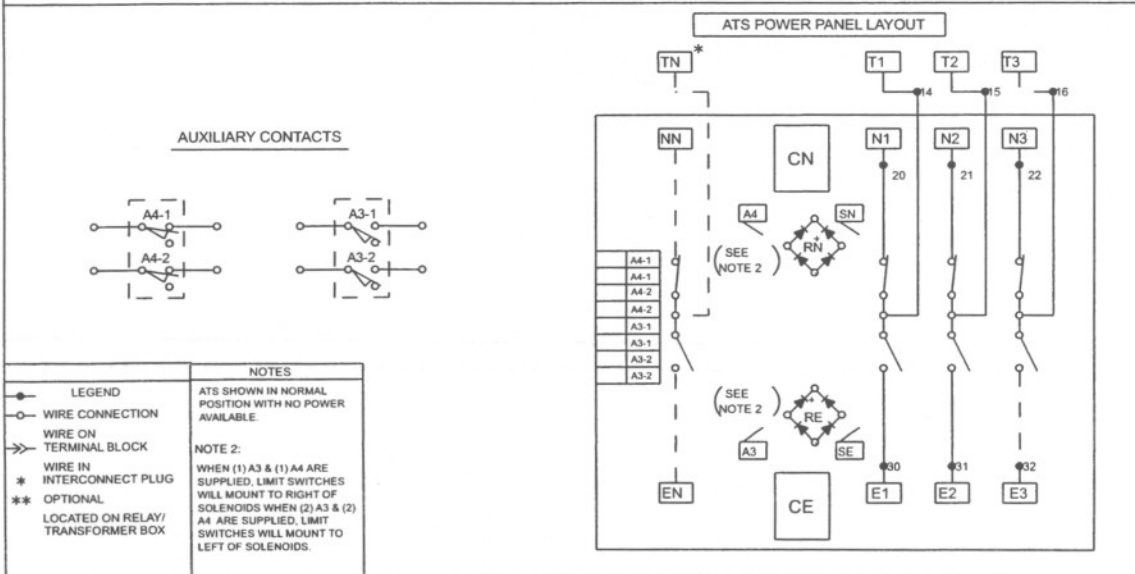 ATS POWER PANEL LAYOUT
TN *
T1
T2
T3
14
15
16
AUXILIARY CONTACTS
A4-1
A4-2
A3-1
A3-2
NN
CN
N1
N2
N3
20
21
22
A4
SN
(SEE
NOTE 2)
+
RN
A4-1
A4-1
A4-2
A4-2
A3-1
A3-1
A3-2
A3-2
(SEE
NOTE 2)
+
RE
A3
SE
30
31
32
EN
CE
E1
E2
E3
LEGEND
WIRE CONNECTION
WIRE ON
TERMINAL BLOCK
WIRE IN
* INTERCONNECT PLUG
** OPTIONAL
LOCATED ON RELAY/
TRANSFORMER BOX
NOTES
ATS SHOWN IN NORMAL
POSITION WITH NO POWER
AVAILABLE.
NOTE 2:
WHEN (1) A3 & (1) A4 ARE
SUPPLIED, LIMIT SWITCHES
WILL MOUNT TO RIGHT OF
SOLENOIDS WHEN (2) A3 & (2)
A4 ARE SUPPLIED, LIMIT
SWITCHES WILL MOUNT TO
LEFT OF SOLENOIDS.